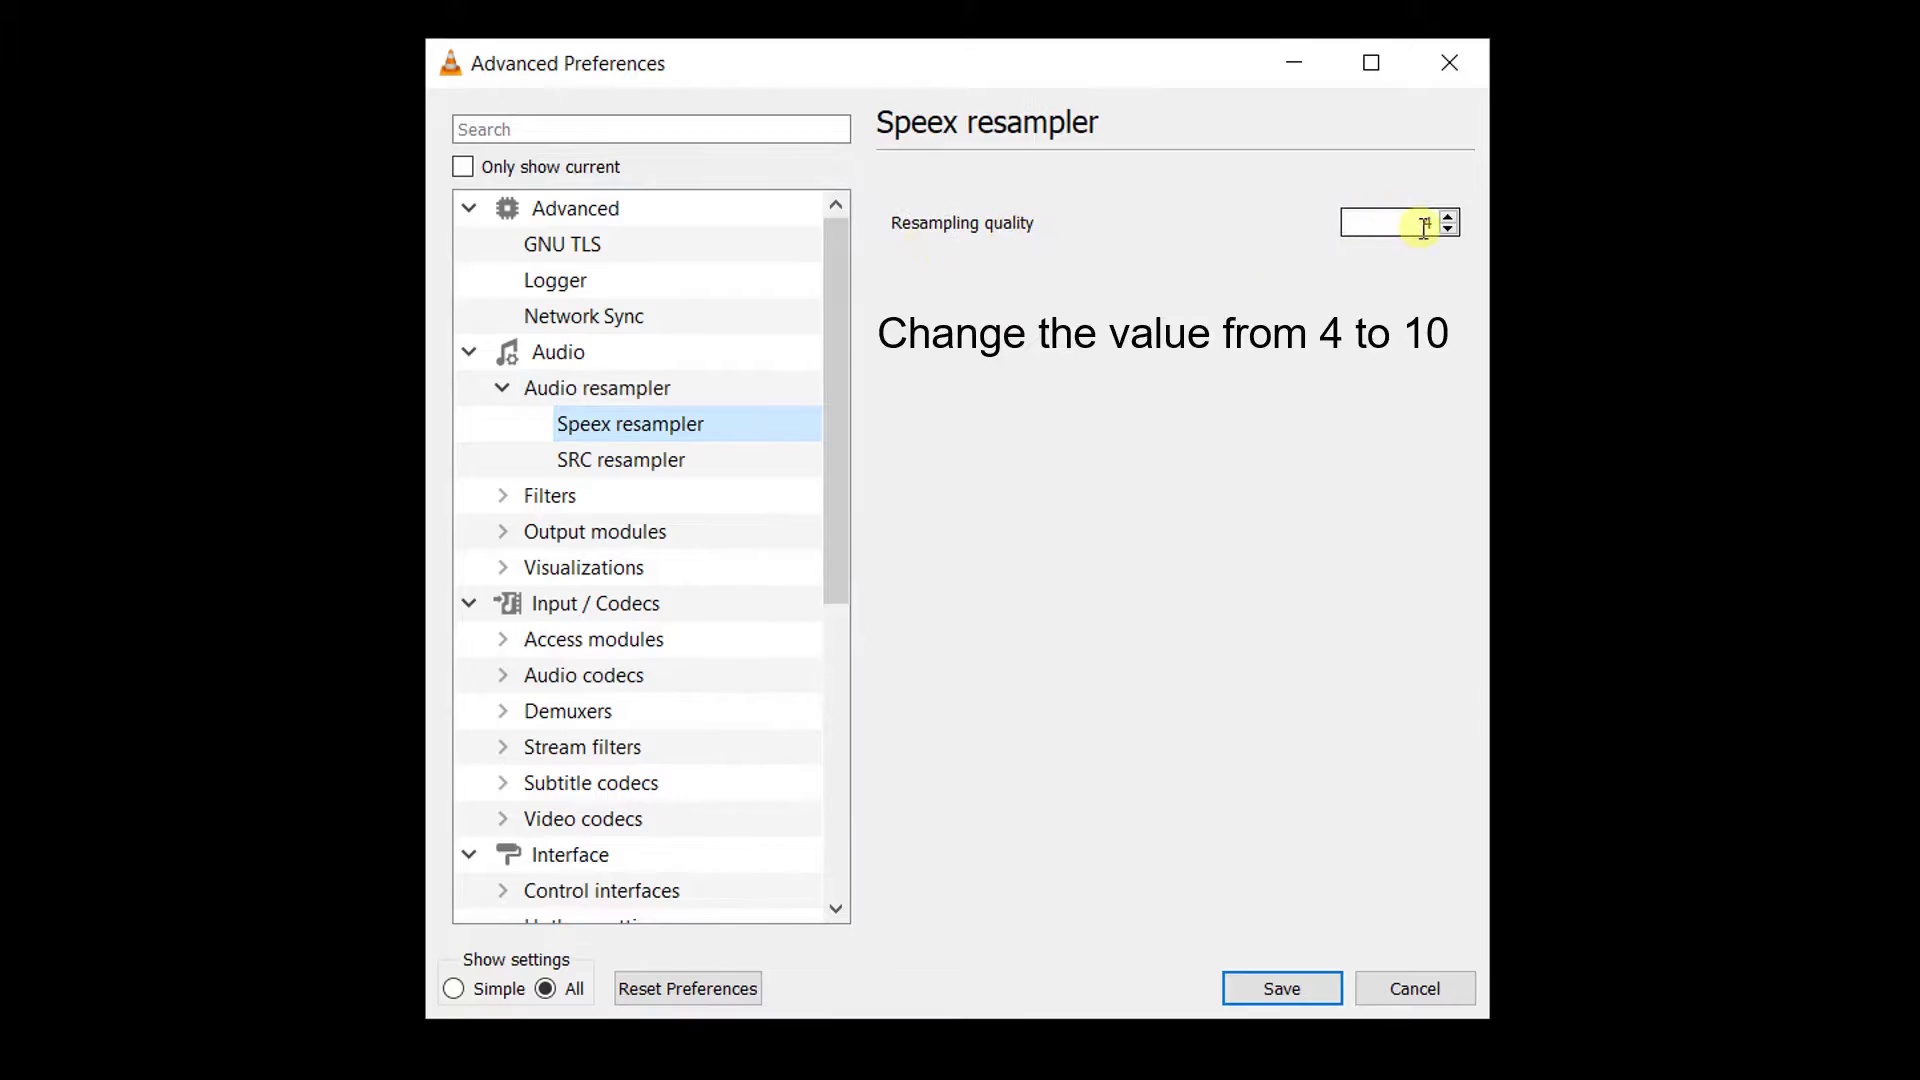 Advanced Preferences
Search
Only show current
Advanced
GNU TLS
Logger
Network Sync
Audio
Audio resampler
Speex resampler
SRC resampler
Filters
Output modules
Visualizations
Input / Codecs
Access modules
Audio codecs
Demuxers
Stream filters
Subtitle codecs
Video codecs
Interface
Control interfaces
Show settings
Simple
All
Reset Preferences
Speex resampler
Resampling quality
4
Change the value from 4 to 10
Save
Cancel